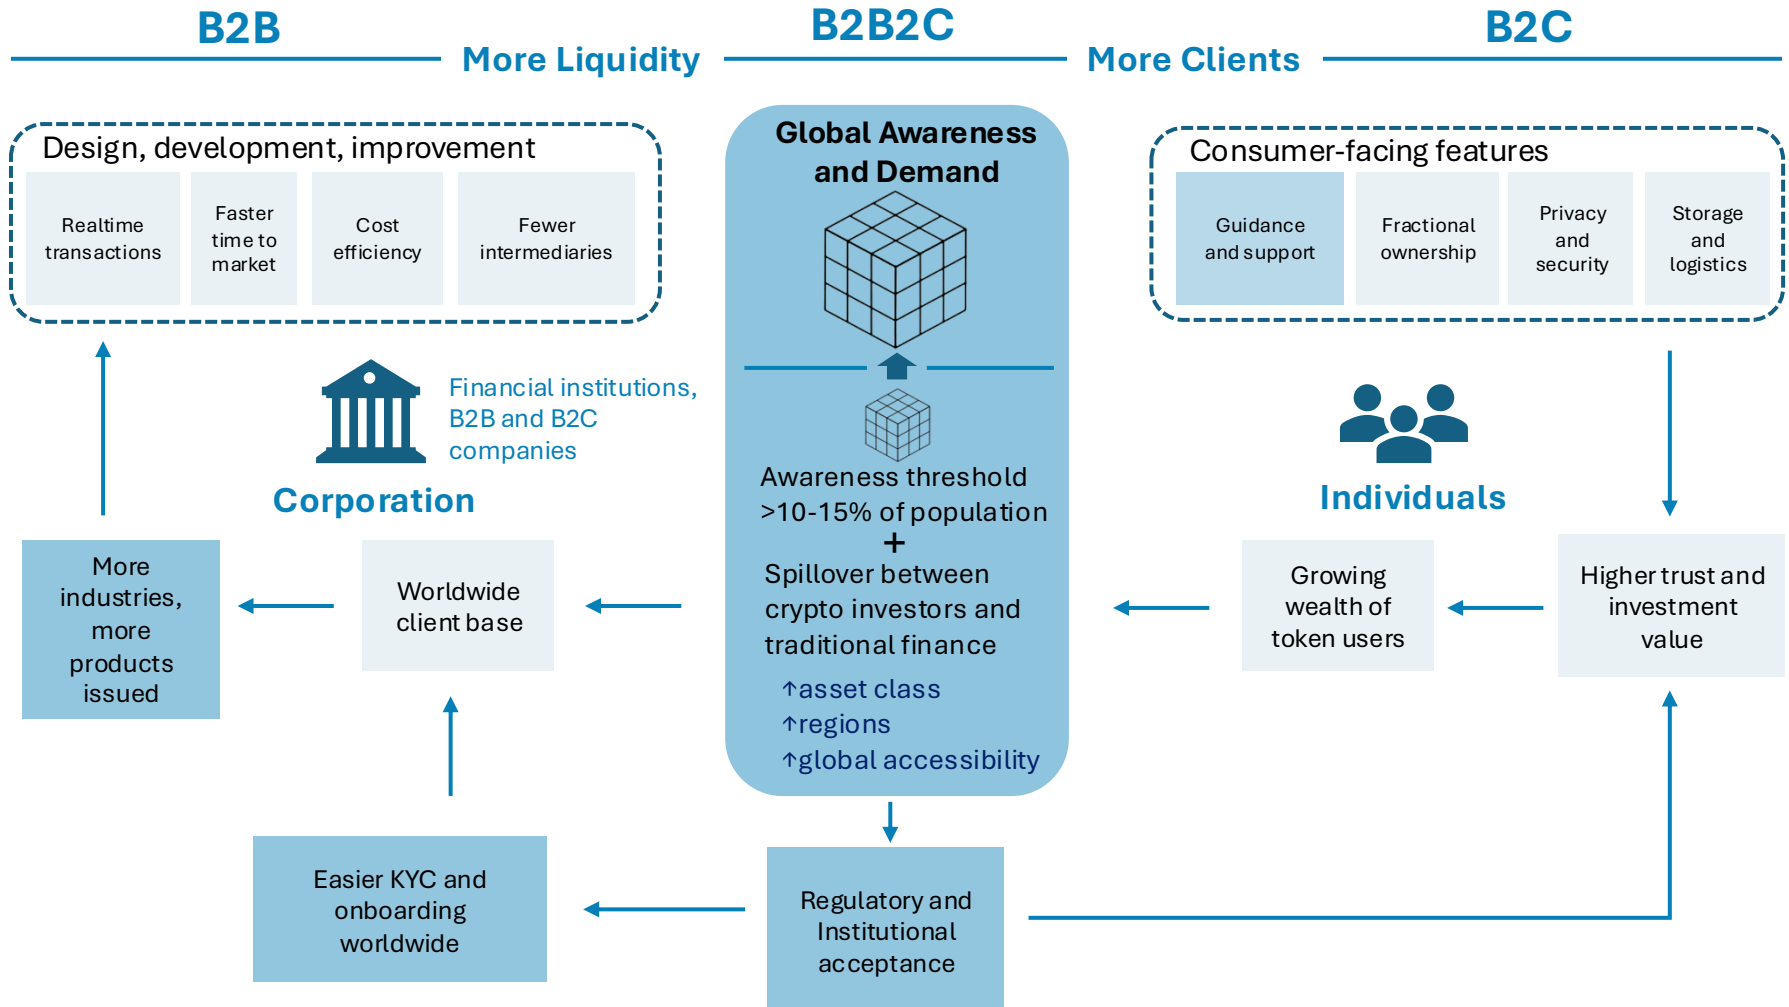 B2B
B2B2C
B2C
More Liquidity
More Clients
Design, development, improvement
Realtime
transactions
Faster
time to
market
Cost
efficiency
Fewer
intermediaries
Financial institutions,
B2B and B2C
companies
Corporation
More
industries,
more
products
issued
Worldwide
client base
Easier KYC and
onboarding
worldwide
Global Awareness
and Demand
Awareness threshold
>10-15% of population
+
Spillover between
crypto investors and
traditional finance
↑asset class
↑regions
↑global accessibility
Regulatory and
Institutional
acceptance
Consumer-facing features
Guidance
and support
Fractional
ownership
Privacy
and
security
Storage
and
logistics
Individuals
Growing
wealth of
token users
Higher trust and
investment
value